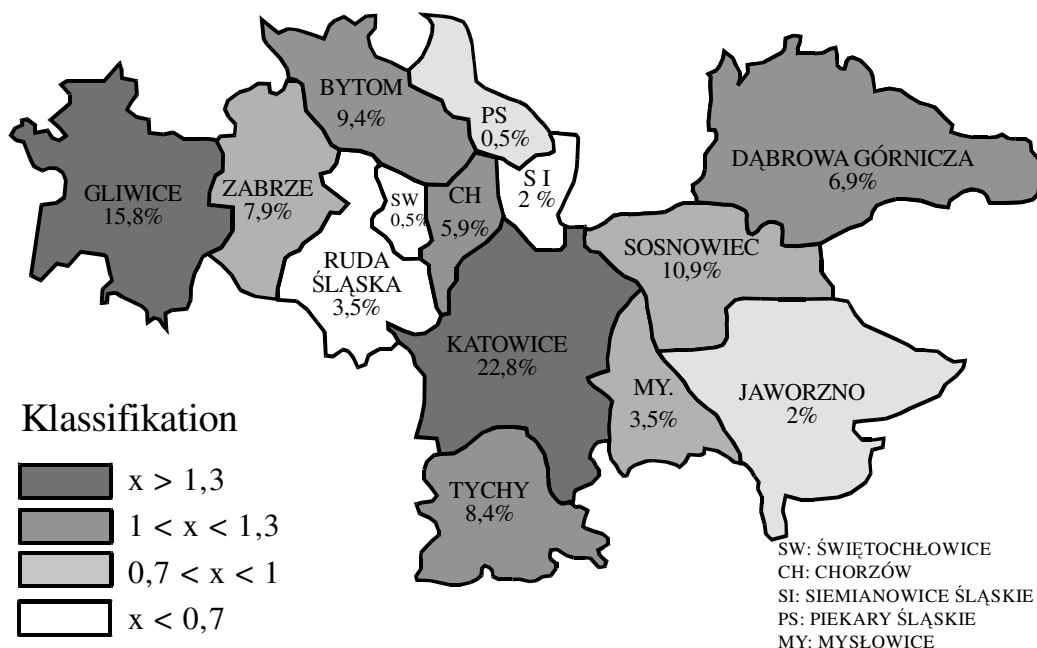 BYTOM
9,4%
PS
0,5%
GLIWICE
15,8%
ZABRZE
7,9%
SW
0,5%
CH
5,9%
S I
2 %
DĄBROWA GÓRNICZA
6,9%
SOSNOWIEC
10,9%
RUDA
ŚLĄSKA
3,5%
KATOWICE
22,8%
MY.
3,5%
JAWORZNO
2%
TYCHY
8,4%
Klassifikation
x > 1,3
1 < x < 1,3
0,7 < x < 1
x < 0,7
SW: ŚWIĘTOCHŁOWICE
CH: CHORZÓW
SI: SIEMIANOWICE ŚLĄSKIE
PS: PIEKARY ŚLĄSKIE
MY: MYSŁOWICE